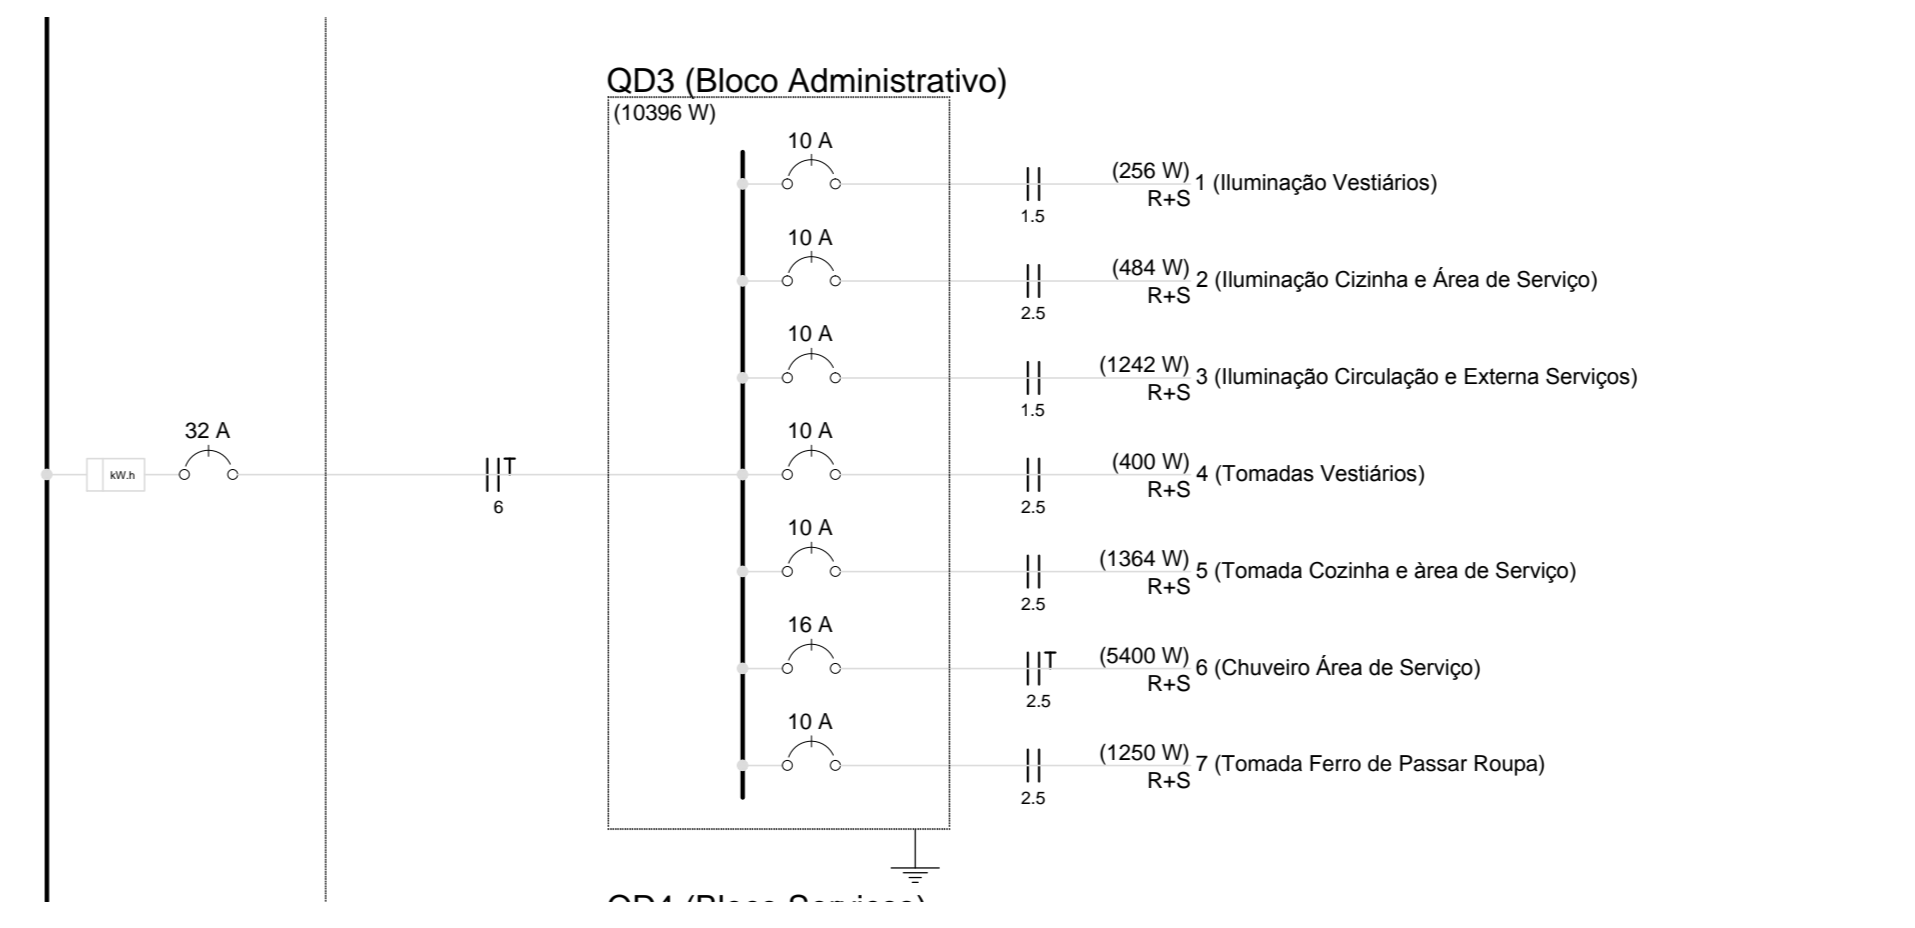 QD3 (Bloco Administrativo)
(10396 W)
10 A
(256 W)
R+S
1 (Iluminação Vestiários)
1.5
10 A
(484 W)
R+S
2 (Iluminação Cizinha e Área de Serviço)
2.5
10 A
(1242 W)
R+S
3 (Iluminação Circulação e Externa Serviços)
1.5
32 A
kW.h
T
6
10 A
(400 W)
R+S
4 (Tomadas Vestiários)
2.5
10 A
(1364 W)
R+S
5 (Tomada Cozinha e àrea de Serviço)
2.5
16 A
T
(5400 W)
R+S
6 (Chuveiro Área de Serviço)
2.5
10 A
(1250 W)
R+S
7 (Tomada Ferro de Passar Roupa)
2.5
QD4 (Bloco Serviços)